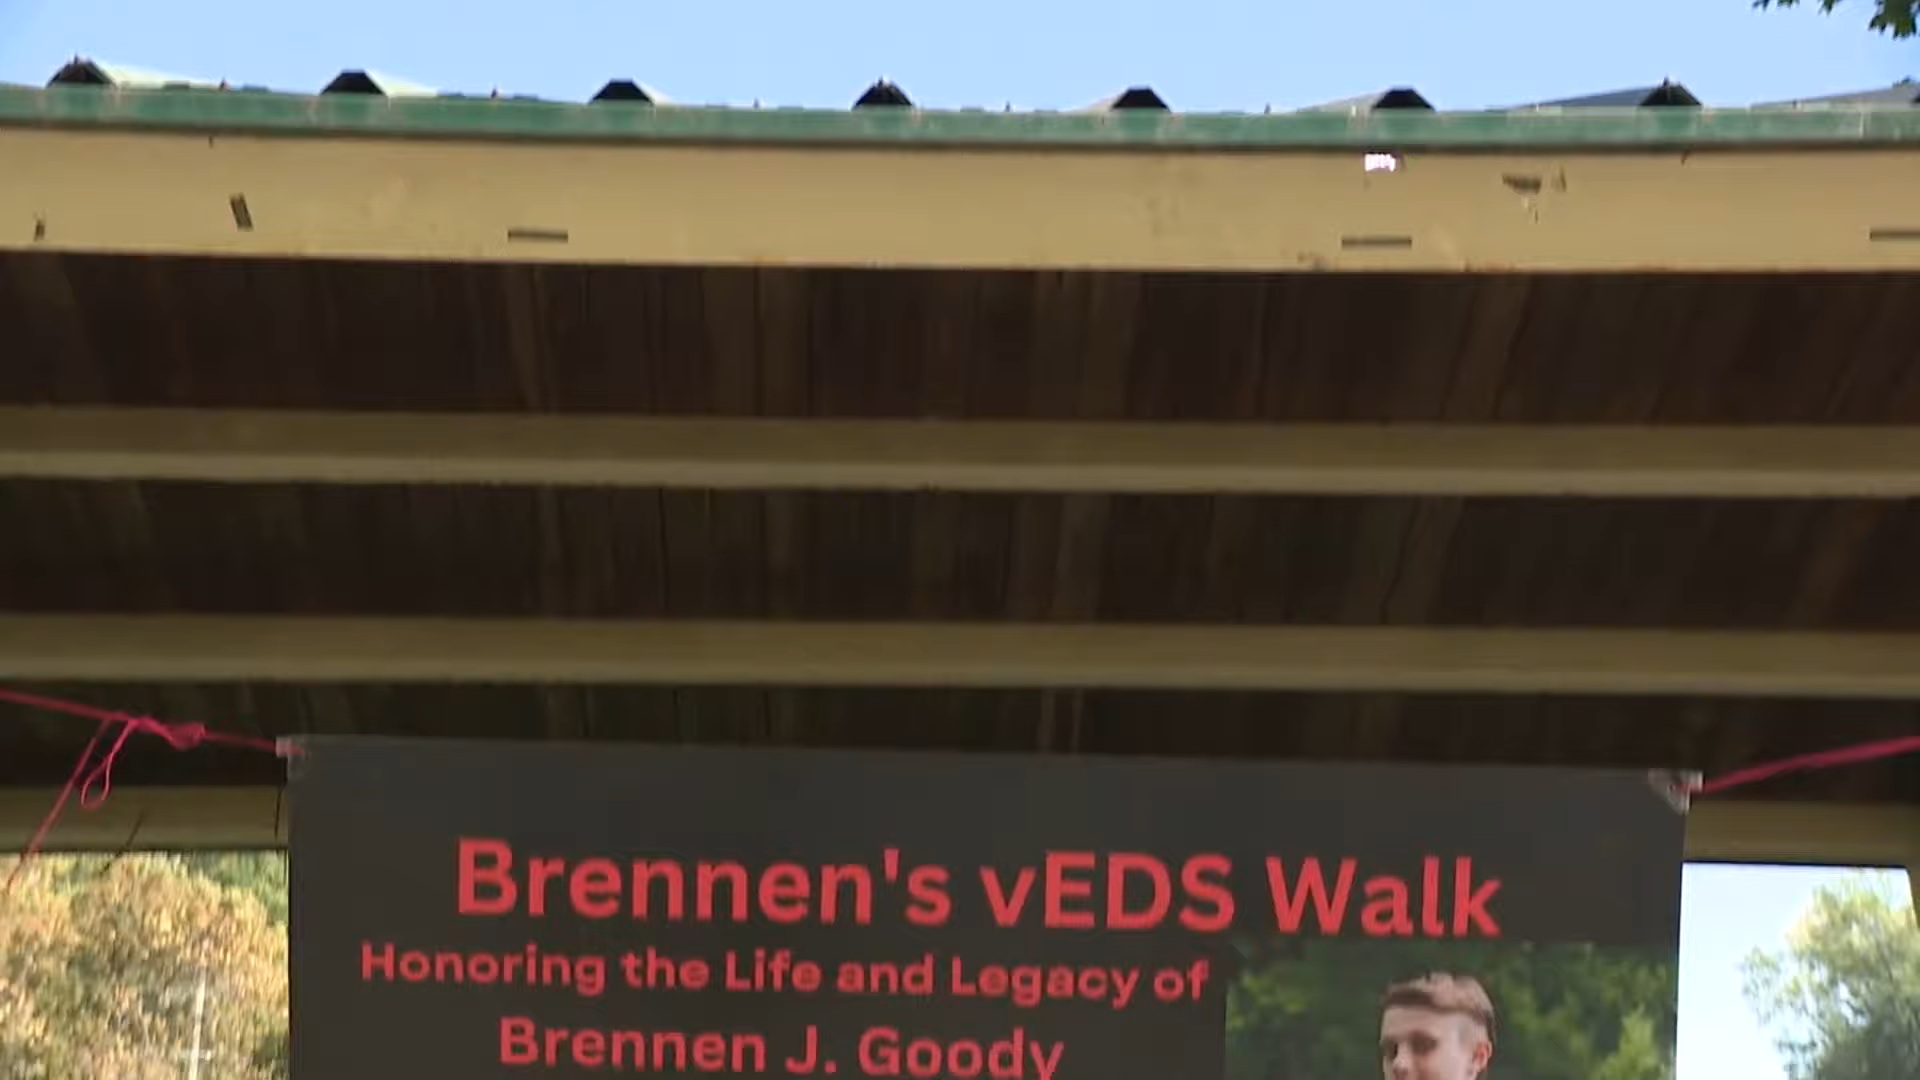 Brennen's vEDS Walk
Honoring the Life and Legacy of
Brennen J. Goody